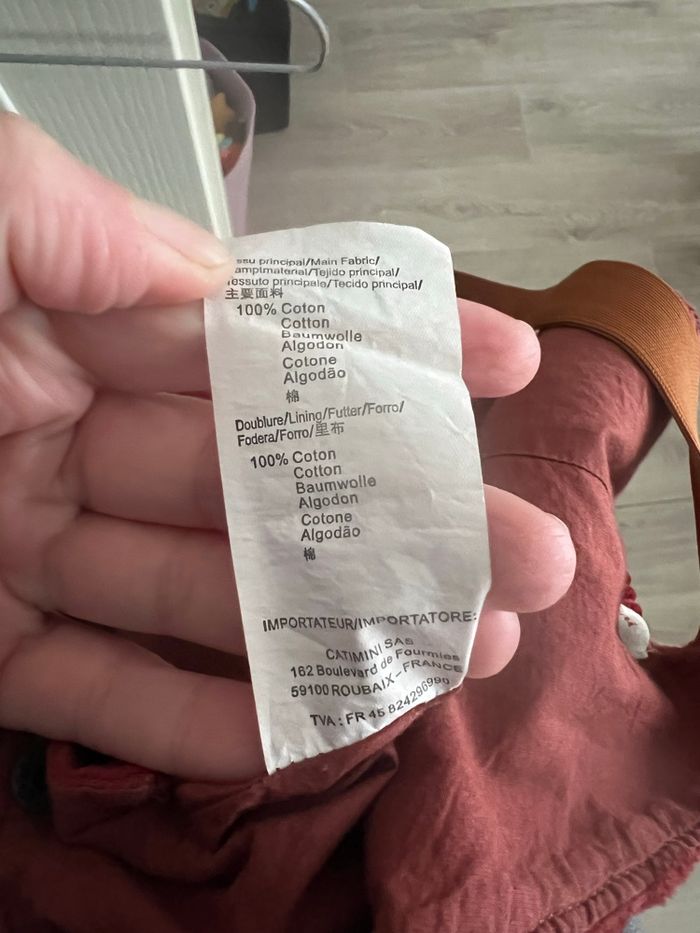 ssu principal/Main Fabric/
ampimaterial/Tejido principal/
Tessuto principale/Tecido principal/
主要面料
100% Coton
Cotton
Baumwolle
Algodon
Cotone
Algodão
棉
Doublure/Lining/Futter/Forro/
Fodera/Forro/里布
100% Coton
Cotton
Baumwolle
Algodon
Cotone
Algodão
棉
IMPORTATEUR/IMPORTATORE:
CATIMINI SAS
162 Boulevard de Fourmies
59100 ROUBAIX-FRANCE
TVA : FR 45 824296990